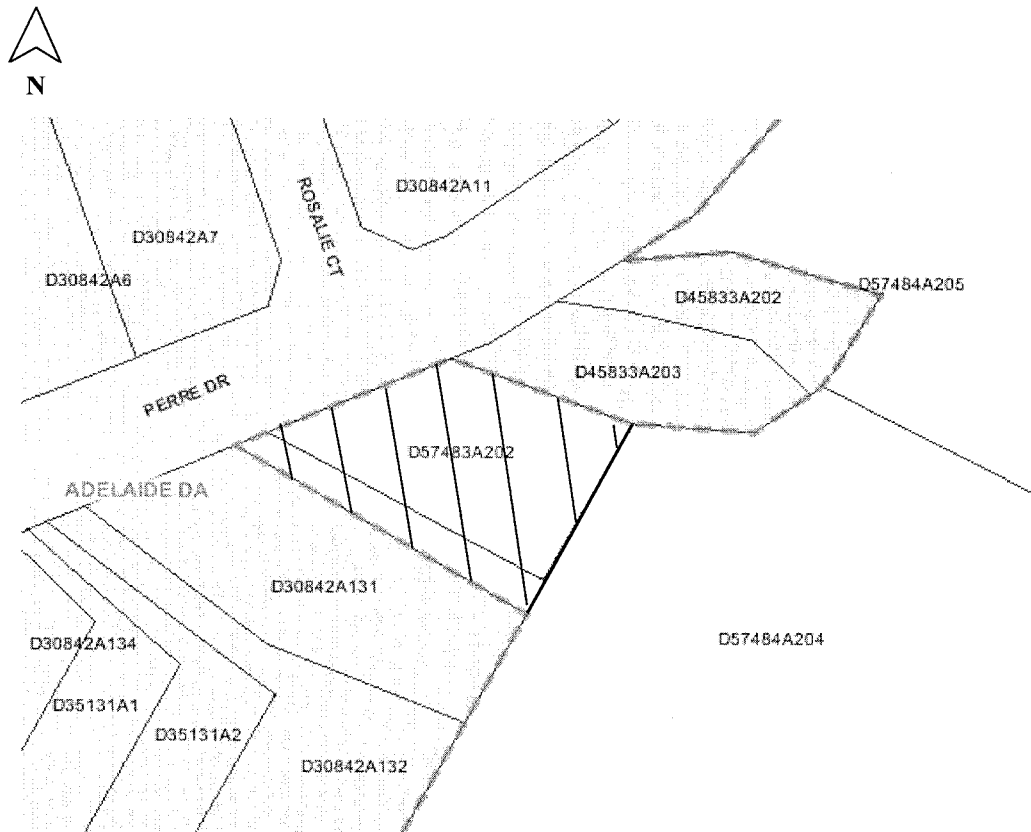 N
D30842A11
ROSALIE CT
D30842A7
D30842A6
D45833A202
D57484A205
D45833A203
PERRE DR
D57483A202
ADELAIDE DA
D30842A131
D30842A134
D57484A204
D35131A1
D35131A2
D30842A132